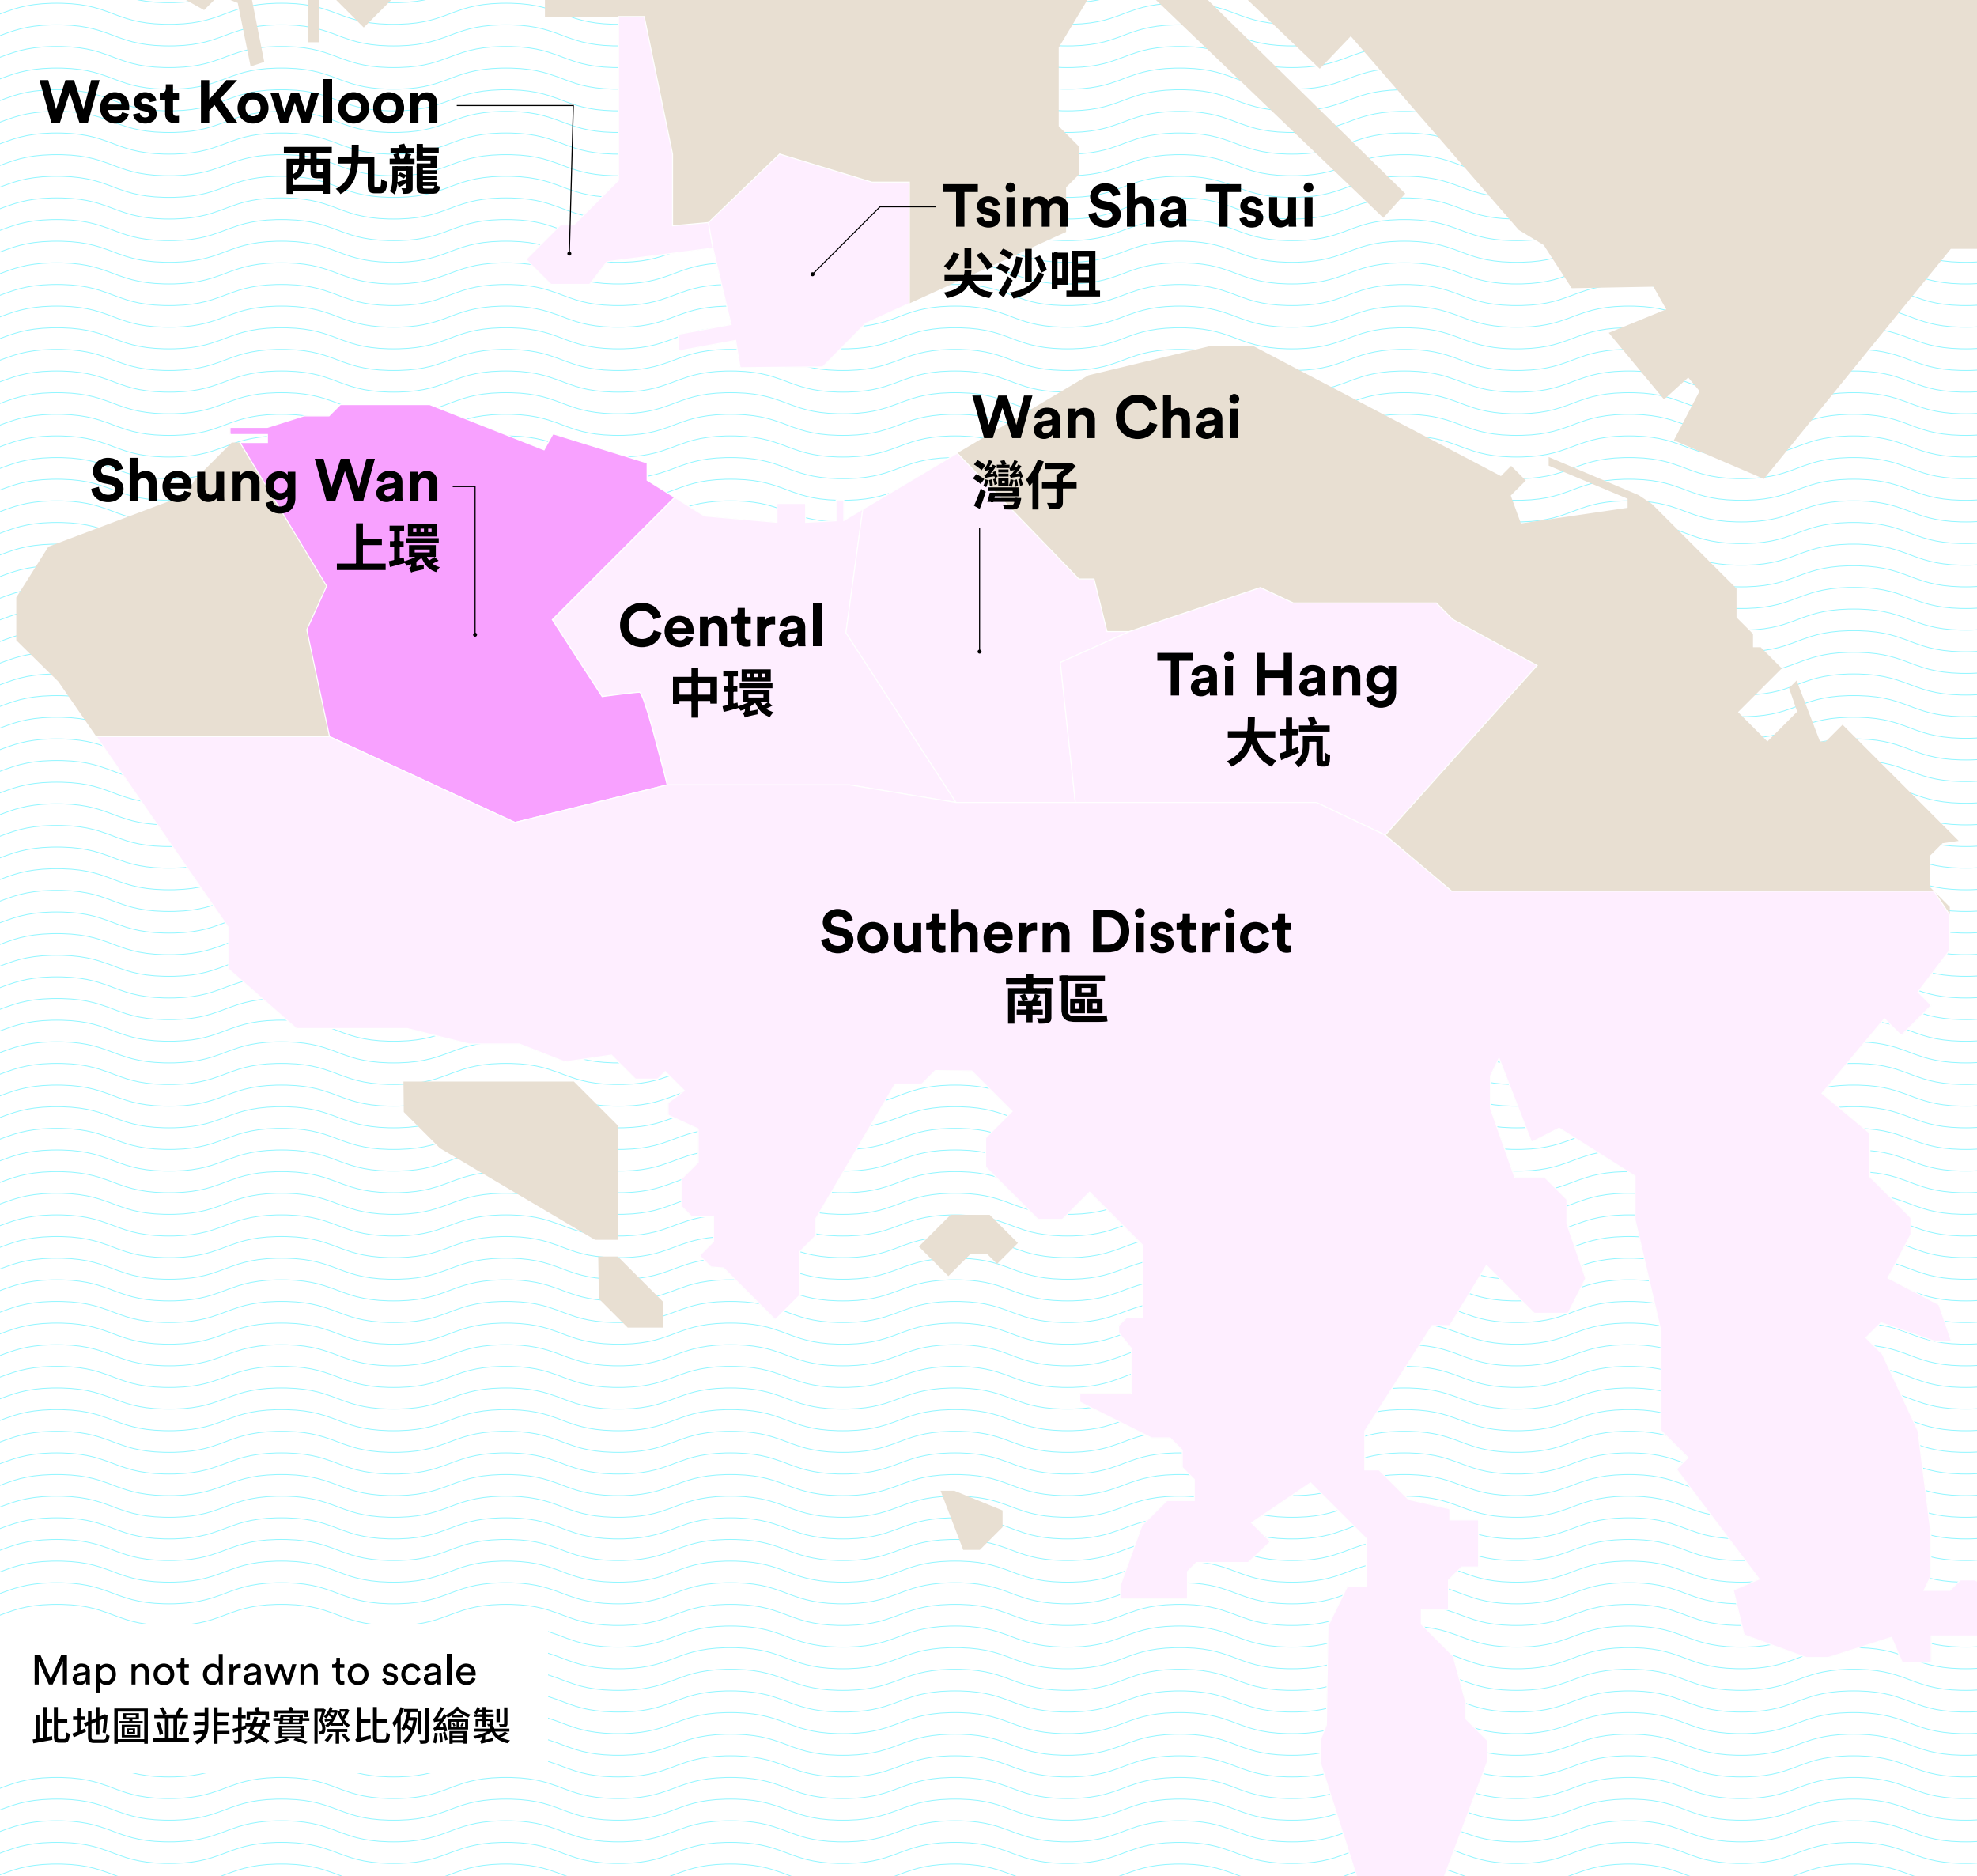 West Kowloon
西九龍
Tsim Sha Tsui
尖沙咀
Wan Chai
灣仔
Sheung Wan
上環
Central
中環
Tai Hang
大坑
Southern District
南區
Map not drawn to scale
此地圖並非按實際比例繪製